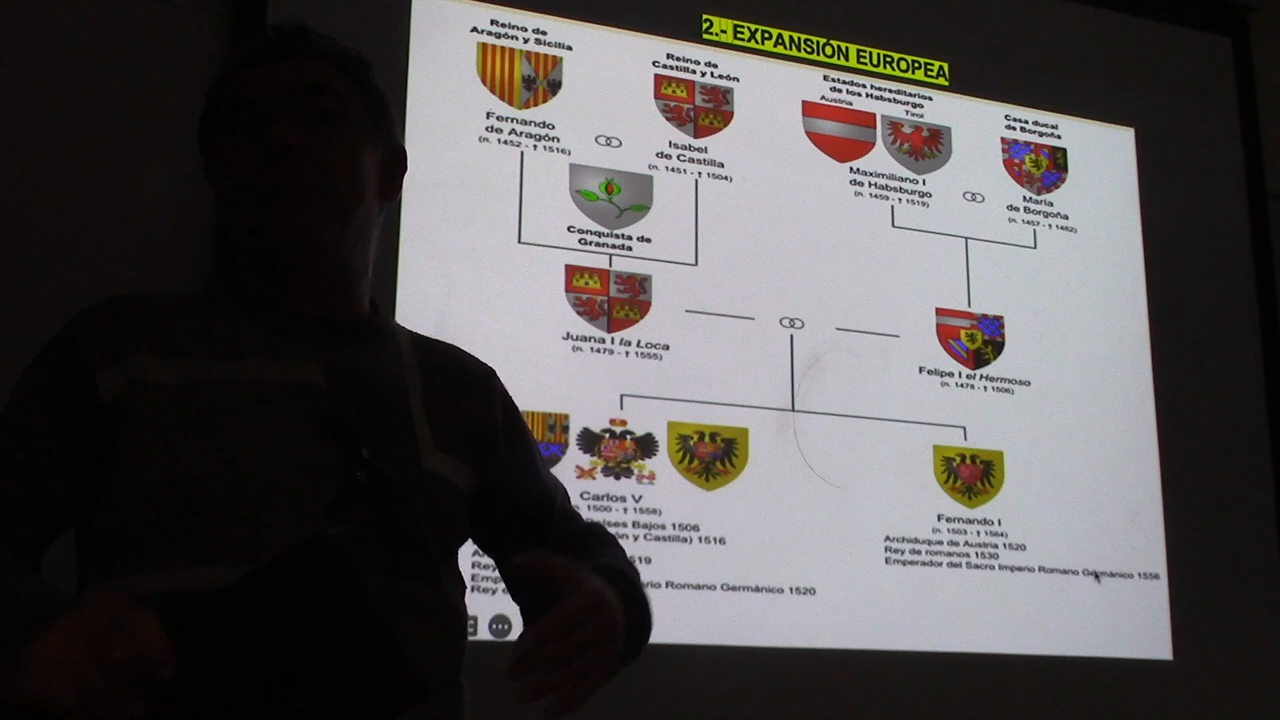 2.- EXPANSIÓN EUROPEA
Reino de
Aragón y Sicilia
Reino de
Castilla y León
Estados hereditarios
de los Habsburgo
Austria
Tirol
Casa ducal
de Borgoña
Fernando
de Aragón
(n. 1452 - † 1516)
Isabel
de Castilla
(n. 1451 - † 1504)
Maximiliano I
de Habsburgo
(n. 1459 - † 1519)
María
de Borgoña
(n. 1457 - † 1482)
Conquista de
Granada
Juana I la Loca
(n. 1479 - † 1555)
Felipe I el Hermoso
(n. 1478 - † 1506)
Carlos V
1500 - † 1558)
Países Bajos 1506
y Castilla) 1516
519
Rey
Romano Germánico 1520
Rey
Fernando I
(n. 1503 - † 1564)
Archiduque de Austria 1520
Rey de romanos 1530
Emperador del Sacro Imperio Romano Germánico 1556